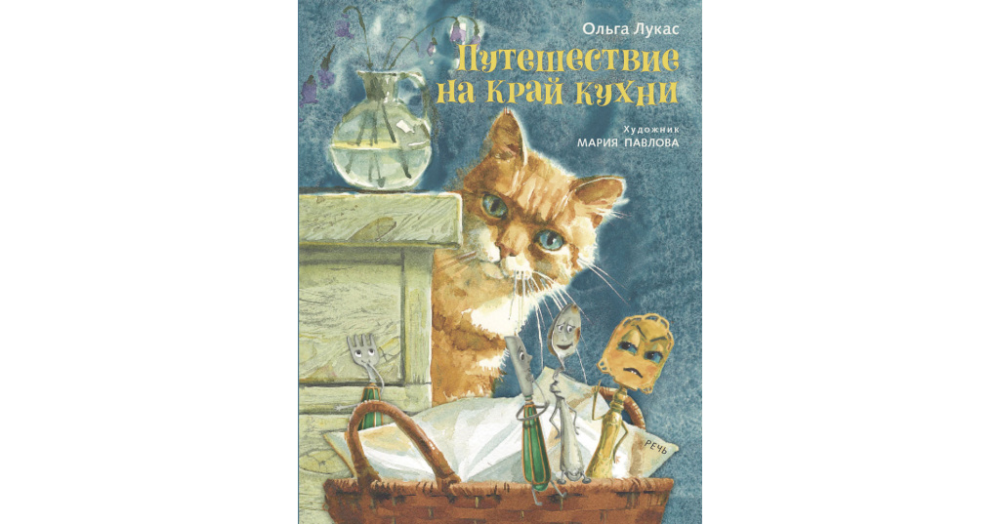 Ольга Лукас
Путешествие
на край кухни
Художник
МАРИЯ ПАВЛОВА
РЕЧЬ